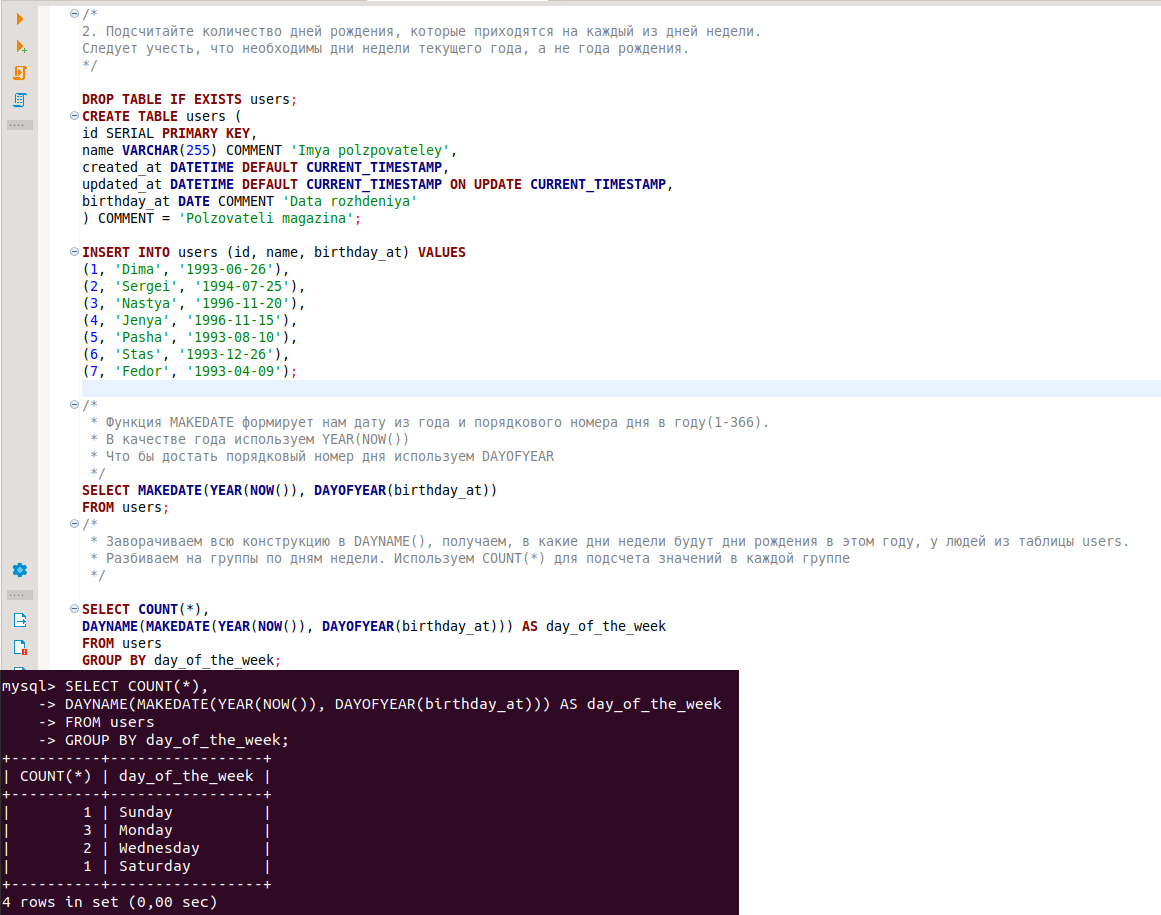 /*
2. Подсчитайте количество дней рождения, которые приходятся на каждый из дней недели.
Следует учесть, что необходимы дни недели текущего года, а не года рождения.
*/
DROP TABLE IF EXISTS users;
CREATE TABLE users (
id SERIAL PRIMARY KEY,
name VARCHAR(255) COMMENT 'Imya polzpovateley',
created_at DATETIME DEFAULT CURRENT_TIMESTAMP,
updated_at DATETIME DEFAULT CURRENT_TIMESTAMP ON UPDATE CURRENT_TIMESTAMP,
birthday_at DATE COMMENT 'Data rozhdeniya'
) COMMENT = 'Polzovateli magazina';
INSERT INTO users (id, name, birthday_at) VALUES
(1, 'Dima', '1993-06-26'),
(2, 'Sergei', '1994-07-25'),
(3, 'Nastya', '1996-11-20'),
(4, 'Jenya', '1996-11-15'),
(5, 'Pasha', '1993-08-10'),
(6, 'Stas', '1993-12-26'),
(7, 'Fedor', '1993-04-09');
/*
* Функция MAKEDATE формирует нам дату из года и порядкового номера дня в году(1-366).
* В качестве года используем YEAR(NOW())
* Что бы достать порядковый номер дня используем DAYOFYEAR
*/
SELECT MAKEDATE(YEAR(NOW()), DAYOFYEAR(birthday_at))
FROM users;
/*
* Заворачиваем всю конструкцию в DAYNAME(), получаем, в какие дни недели будут дни рождения в этом году, у людей из таблицы users.
* Разбиваем на группы по дням недели. Используем COUNT(*) для подсчета значений в каждой группе
*/
SELECT COUNT(*),
DAYNAME(MAKEDATE(YEAR(NOW()), DAYOFYEAR(birthday_at))) AS day_of_the_week
FROM users
GROUP BY day_of_the_week;
mysql> SELECT COUNT(*),
-> DAYNAME(MAKEDATE(YEAR(NOW()), DAYOFYEAR(birthday_at))) AS day_of_the_week
-> FROM users
-> GROUP BY day_of_the_week;
+----------+-----------------+
| COUNT(*) | day_of_the_week |
+----------+-----------------+
| 1 | Sunday |
| 3 | Monday |
| 2 | Wednesday |
| 1 | Saturday |
+----------+-----------------+
4 rows in set (0,00 sec)